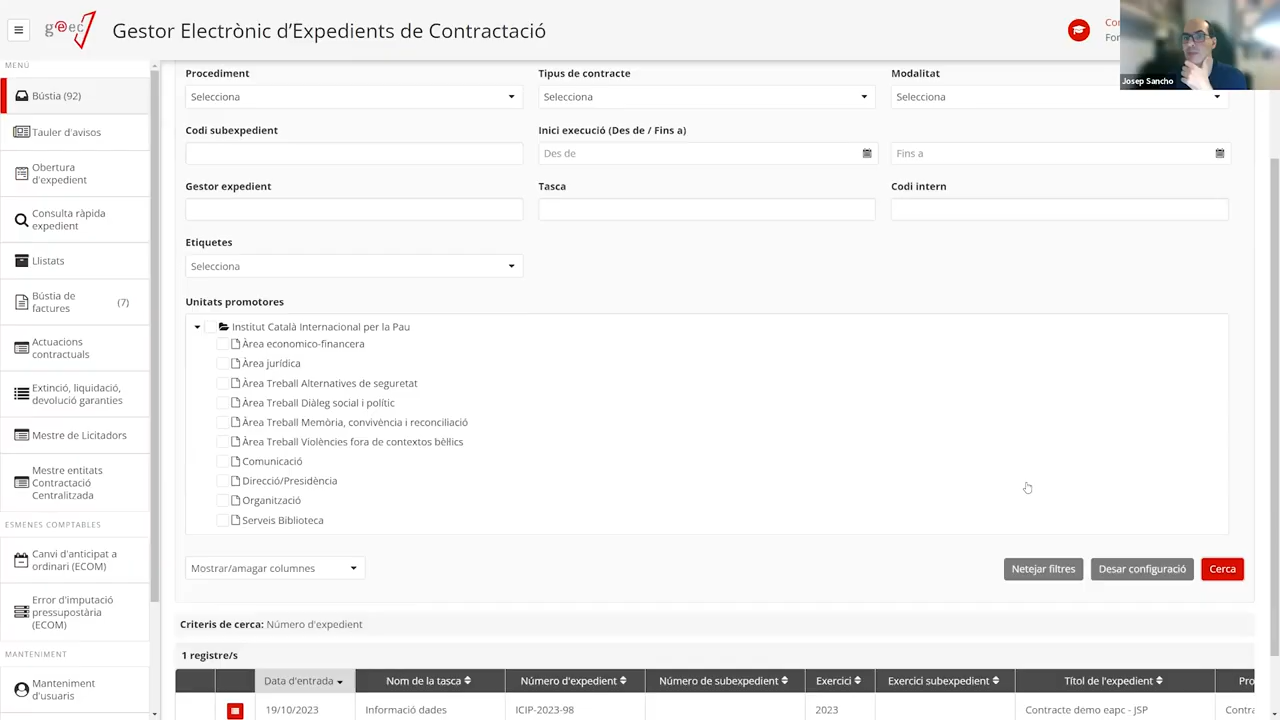 geec
Gestor Electrònic d'Expedients de Contractació
Josep Sancho
MENÚ
Bústia (92)
Tauler d'avisos
Obertura
d'expedient
Consulta ràpida
expedient
Llistats
Bústia de
factures
(7)
Actuacions
contractuals
Extinció, liquidació,
devolució garanties
Mestre de Licitadors
Mestre entitats
Contractació
Centralitzada
ESMENES COMPTABLES
Canvi d'anticipat a
ordinari (ECOM)
Error d'imputació
pressupostària
(ECOM)
MANTENIMENT
Manteniment
d'usuaris
Procediment
Tipus de contracte
Modalitat
Selecciona
Selecciona
Selecciona
Codi subexpedient
Inici execució (Des de / Fins a)
Des de
Fins a
Gestor expedient
Tasca
Codi intern
Etiquetes
Selecciona
Unitats promotores
Institut Català Internacional per la Pau
Àrea economico-financera
Àrea jurídica
Àrea Treball Alternatives de seguretat
Àrea Treball Diàleg social i polític
Àrea Treball Memòria, convivència i reconciliació
Àrea Treball Violències fora de contextos bèl·lics
Comunicació
Direcció/Presidència
Organització
Serveis Biblioteca
Mostrar/amagar columnes
Netejar filtres
Desar configuració
Cerca
Criteris de cerca: Número d'expedient
1 registre/s
Data d'entrada
Nom de la tasca
Número d'expedient
Número de subexpedient
Exercici
Exercici subexpedient
Títol de l'expedient
Pro
19/10/2023
Informació dades
ICIP-2023-98
2023
Contracte demo eapc - JSP
Contra